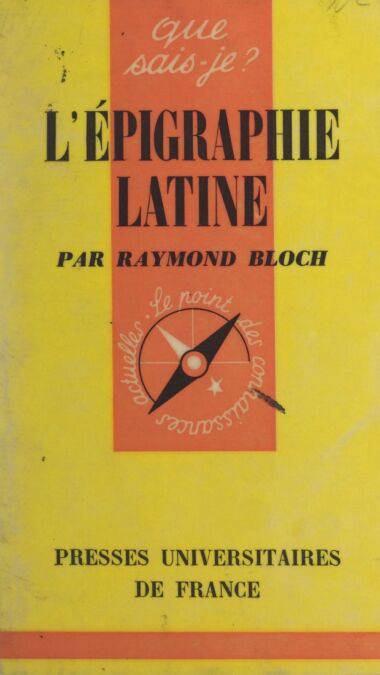 que
sais-je?
L'ÉPIGRAPHIE
LATINE
PAR RAYMOND BLOCH
Le point des connaissances actuelles.
PRESSES UNIVERSITAIRES
DE FRANCE